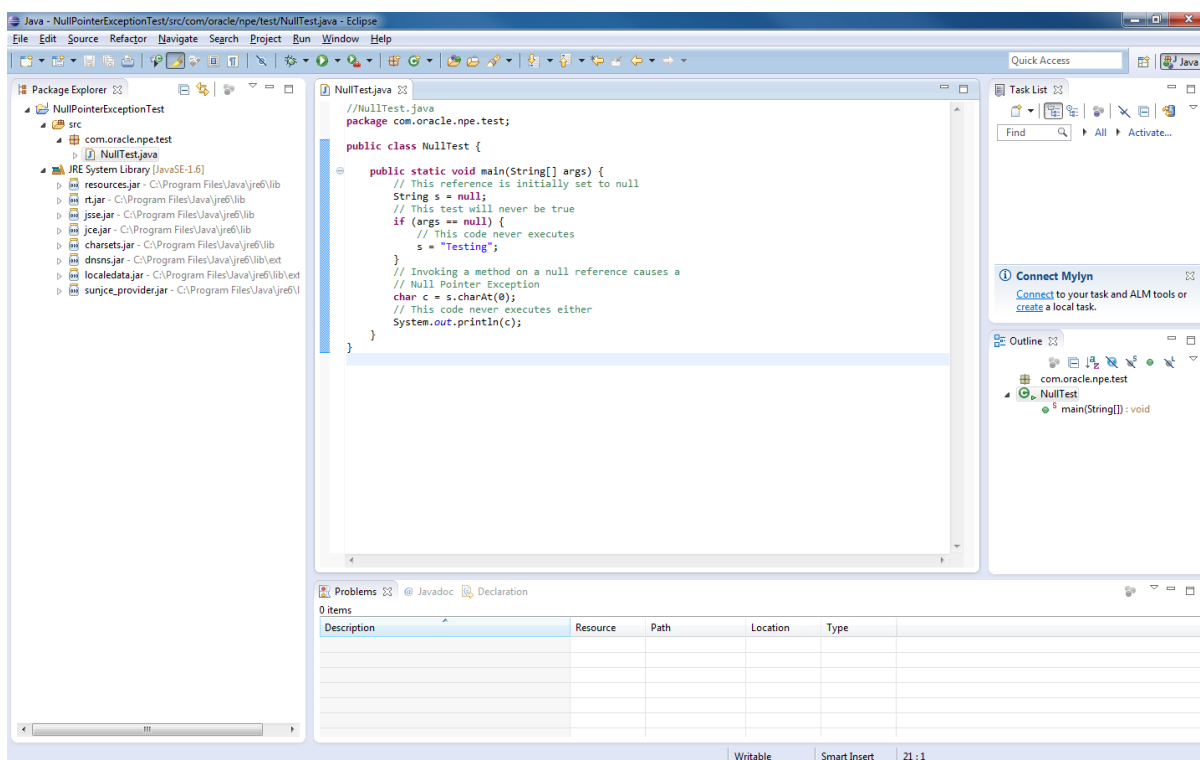 Java - NullPointerExceptionTest/src/com/oracle/npe/test/NullTest.java - Eclipse
File Edit Source Refactor Navigate Search Project Run Window Help
Quick Access
Java
Package Explorer
NullPointerExceptionTest
src
com.oracle.npe.test
NullTest.java
JRE System Library [JavaSE-1.6]
resources.jar - C:\Program Files\Java\jre6\lib
rt.jar - C:\Program Files\Java\jre6\lib
jsse.jar - C:\Program Files\Java\jre6\lib
jce.jar - C:\Program Files\Java\jre6\lib
charsets.jar - C:\Program Files\Java\jre6\lib
dnsns.jar - C:\Program Files\Java\jre6\lib\ext
localedata.jar - C:\Program Files\Java\jre6\lib\ext
sunjce_provider.jar - C:\Program Files\Java\jre6\l
NullTest.java
//NullTest.java
package com.oracle.npe.test;
public class NullTest {
public static void main(String[] args) {
// This reference is initially set to null
String s = null;
// This test will never be true
if (args == null) {
// This code never executes
s = "Testing";
}
// Invoking a method on a null reference causes a
// Null Pointer Exception
char c = s.charAt(0);
// This code never executes either
System.out.println(c);
}
}
Task List
Find All Activate...
Connect Mylyn
Connect to your task and ALM tools or
create a local task.
Outline
com.oracle.npe.test
NullTest
main(String[]) : void
Problems @ Javadoc Declaration
0 items
Description Resource Path Location Type
Writable Smart Insert 21 : 1